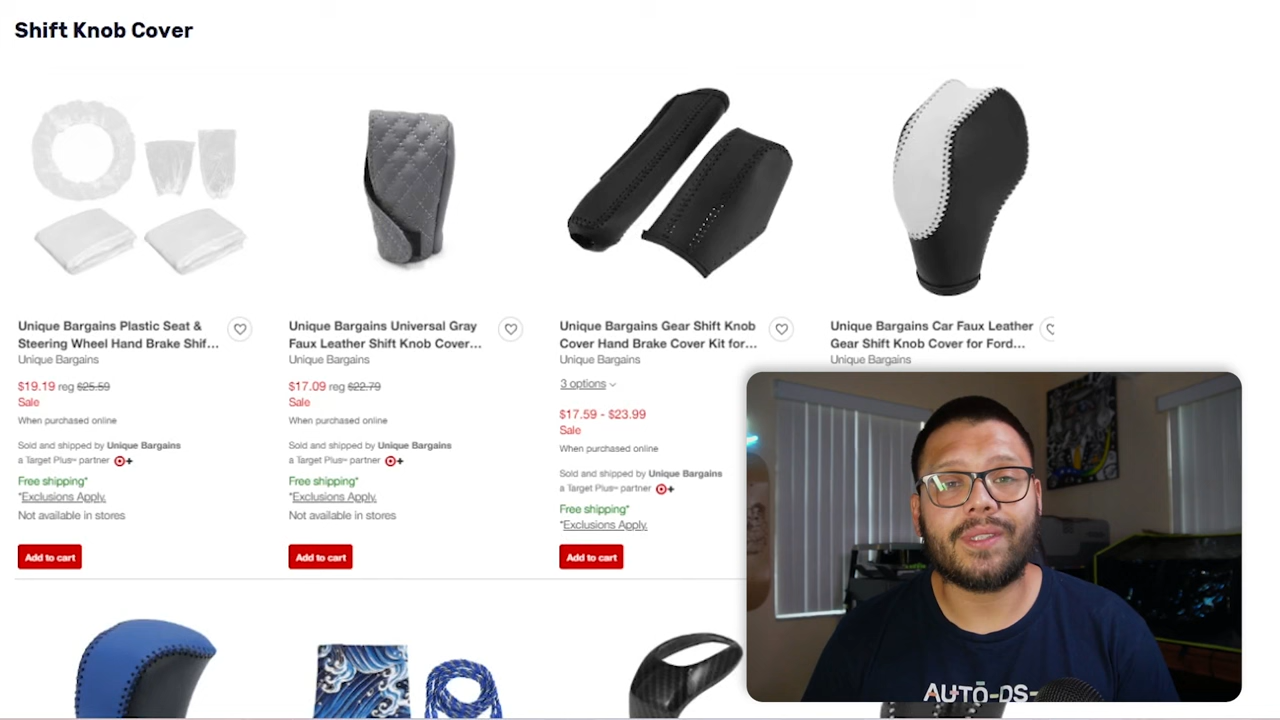 Shift Knob Cover
Unique Bargains Plastic Seat &
Steering Wheel Hand Brake Shif...
Unique Bargains
$19.19 reg $25.59
Sale
When purchased online
Sold and shipped by Unique Bargains
a Target Plus™ partner
Free shipping*
*Exclusions Apply.
Not available in stores
Add to cart
Unique Bargains Universal Gray
Faux Leather Shift Knob Cover...
Unique Bargains
$17.09 reg $22.79
Sale
When purchased online
Sold and shipped by Unique Bargains
a Target Plus™ partner
Free shipping*
*Exclusions Apply.
Not available in stores
Add to cart
Unique Bargains Gear Shift Knob
Cover Hand Brake Cover Kit for...
Unique Bargains
3 options
$17.59 - $23.99
Sale
When purchased online
Sold and shipped by Unique Bargains
a Target Plus™ partner
Free shipping*
*Exclusions Apply.
Add to cart
Unique Bargains Car Faux Leather
Gear Shift Knob Cover for Ford...
Unique Bargains
AUTO-DS